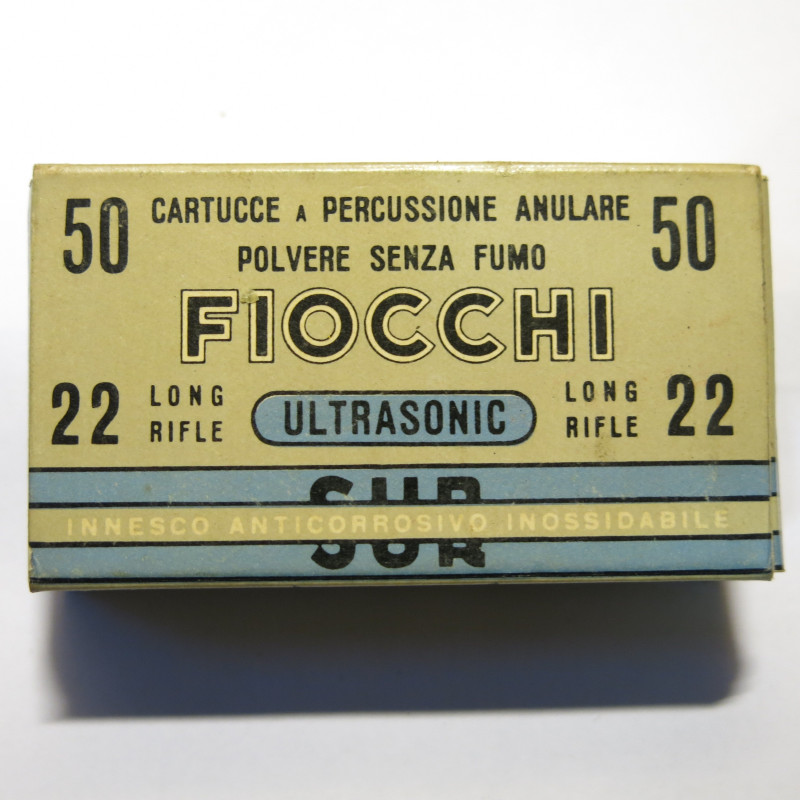 50 CARTUCCE A PERCUSSIONE ANULARE 50
POLVERE SENZA FUMO
FIOCCHI
22 LONG RIFLE ULTRASONIC LONG RIFLE 22
SUR
INNESCO ANTICORROSIVO INOSSIDABILE